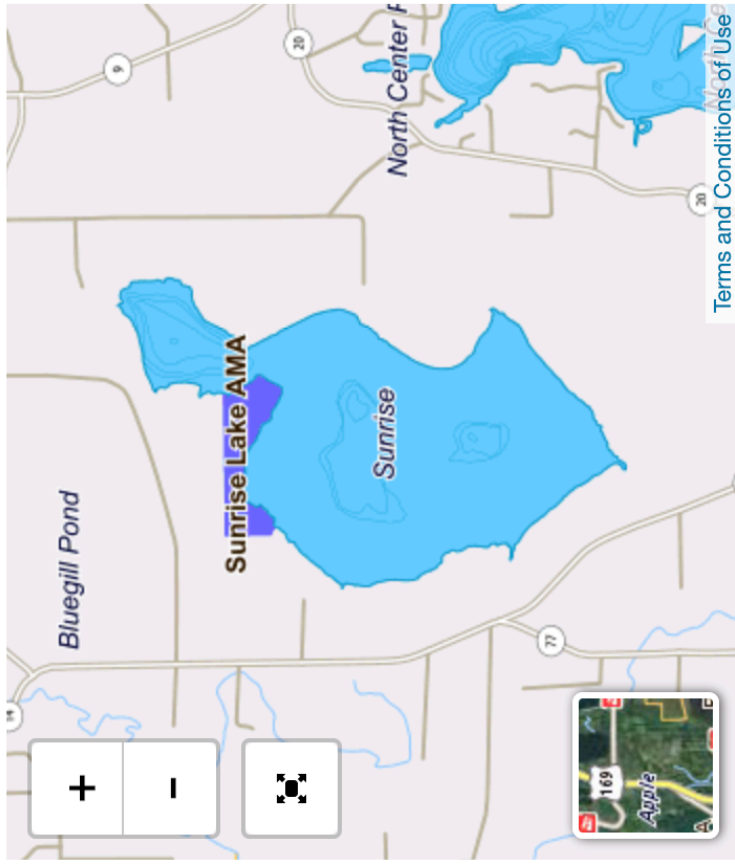 Bluegill Pond
+
9
-
Sunrise Lake AMA
20
Sunrise
North Center
77
169
Apple
20
Terms and Conditions of Use